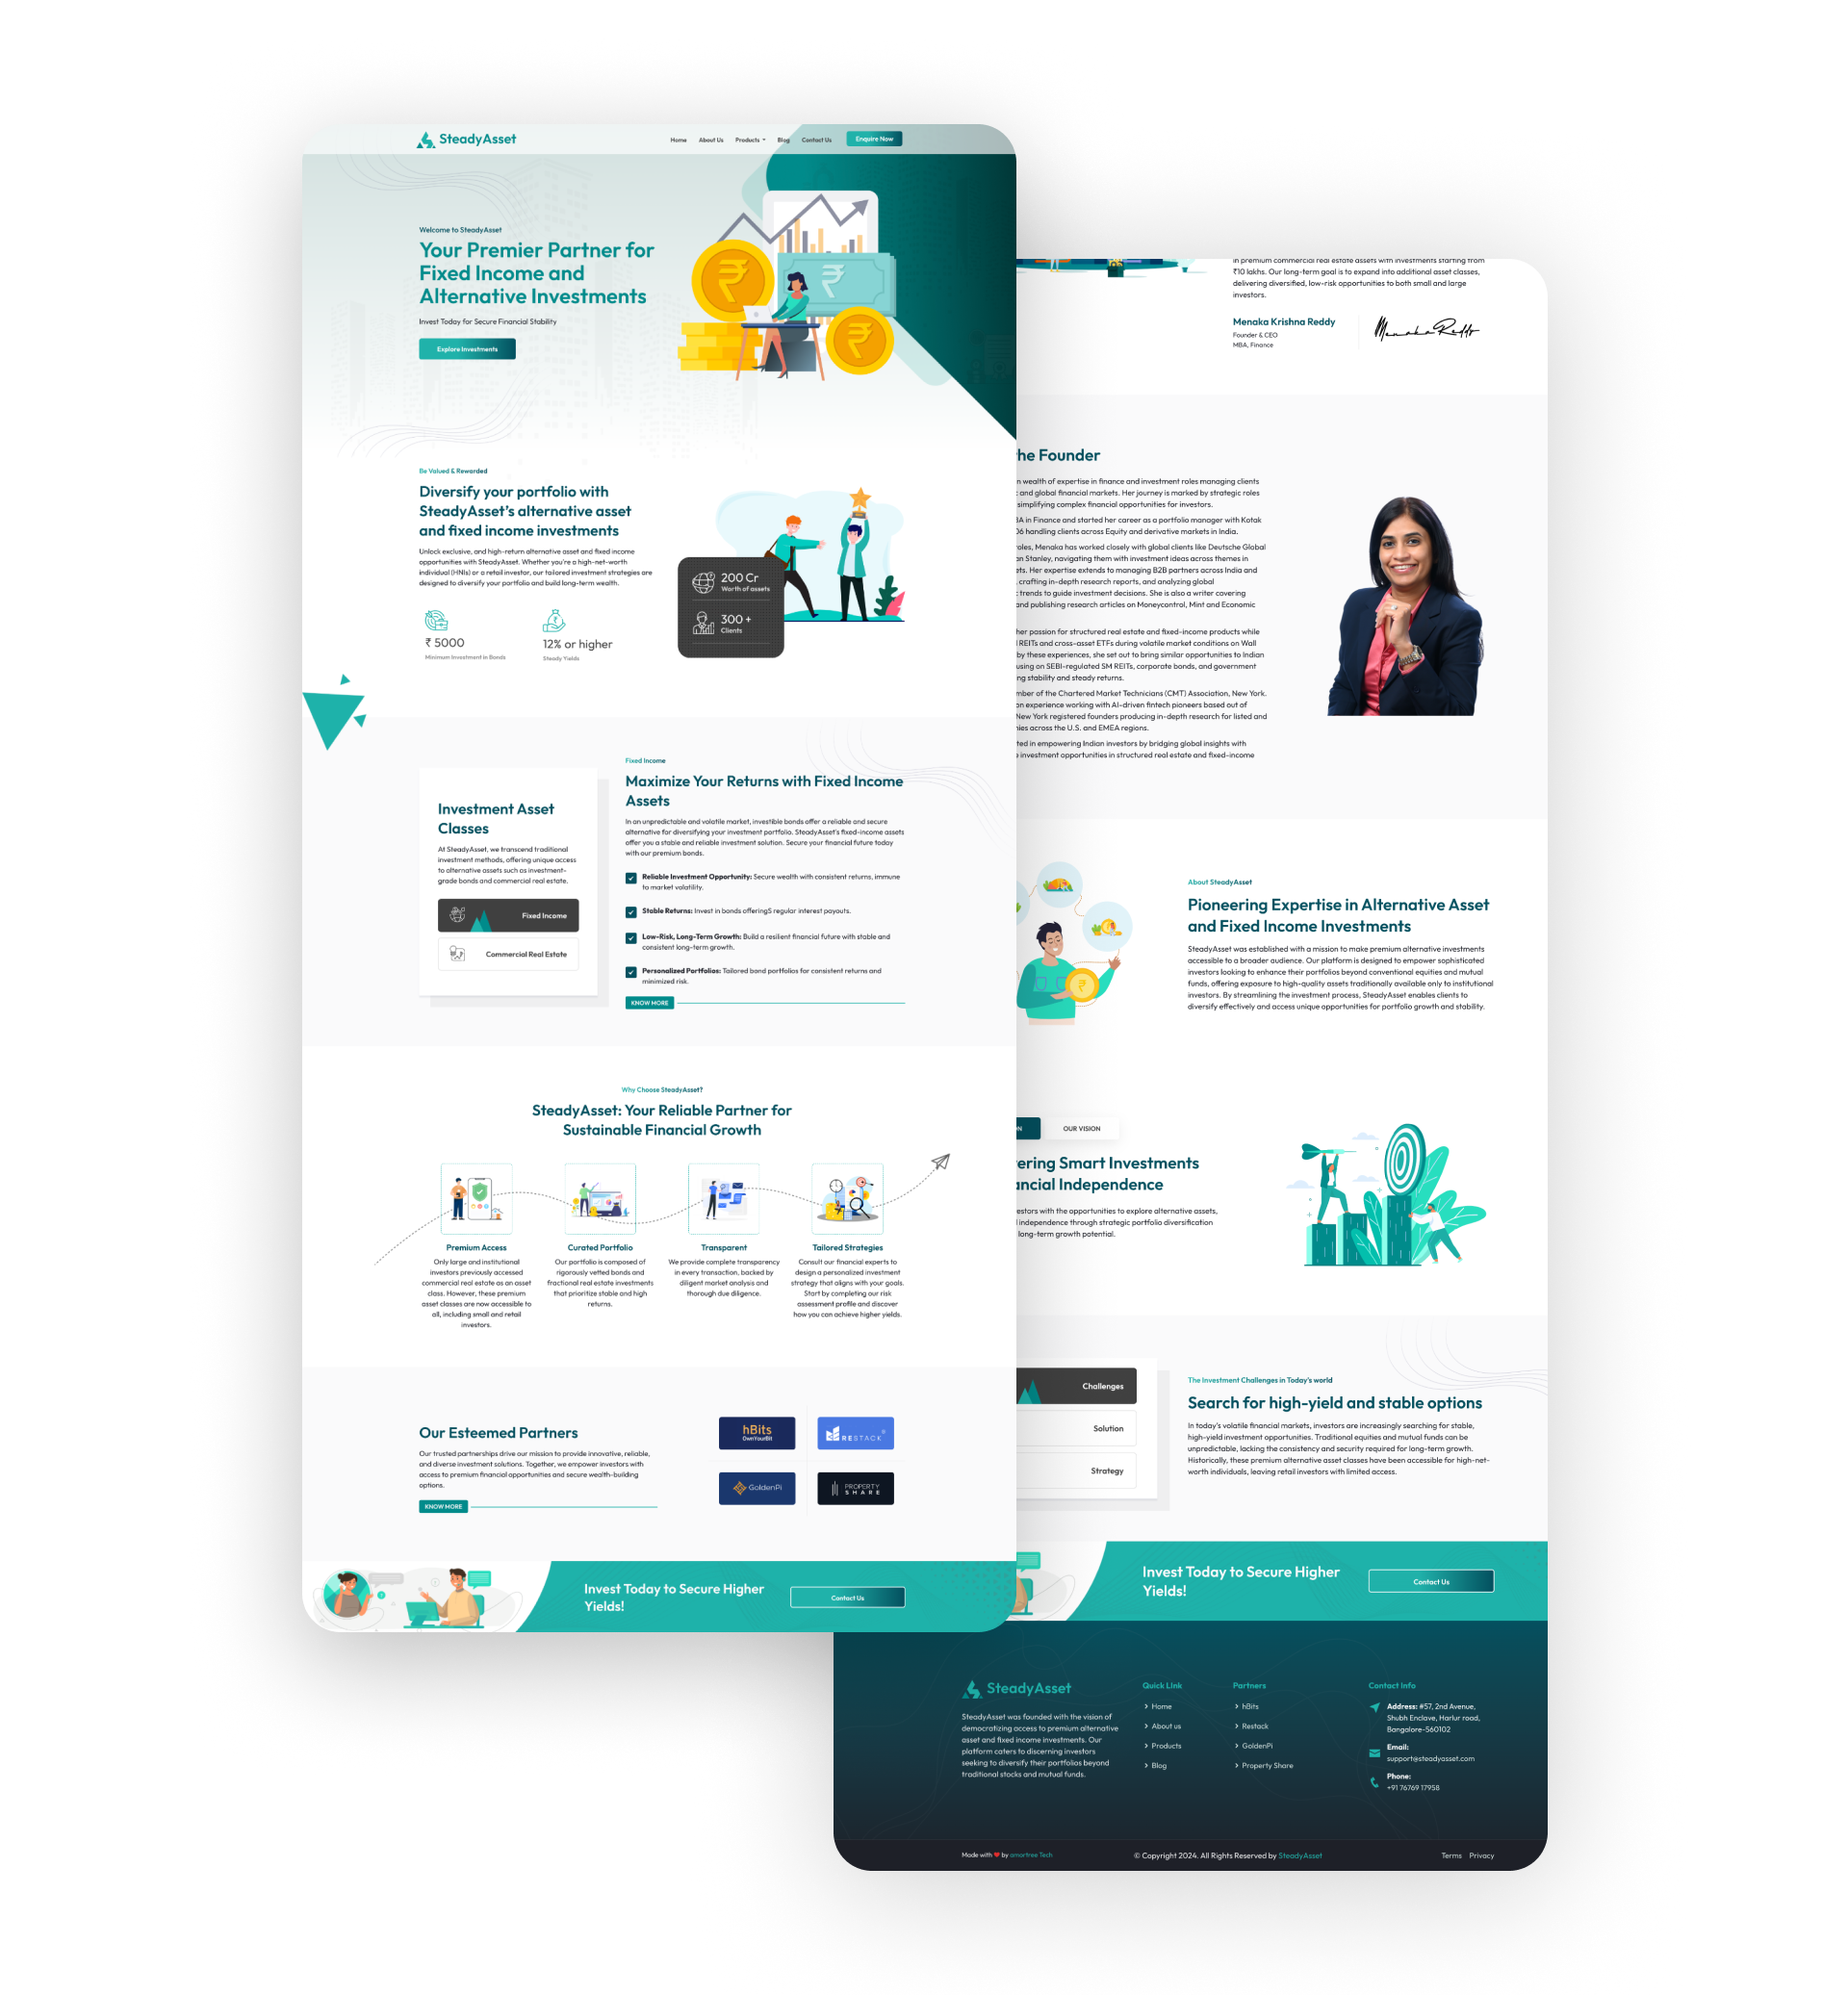 SteadyAsset
Home About Us Products Blog Contact Us Enquire Now
Welcome to SteadyAsset
Your Premier Partner for
Fixed Income and
Alternative Investments
Invest Today for Secure Financial Stability
Explore Investments
Be Valued & Rewarded
Diversify your portfolio with
SteadyAsset's alternative asset
and fixed income investments
Unlock exclusive, and high-return alternative asset and fixed income
opportunities with SteadyAsset. Whether you're a high-net-worth
individual (HNIs) or a retail investor, our tailored investment strategies are
designed to diversify your portfolio and build long-term wealth.
₹ 5000
Minimum Investment in Bonds
12% or higher
Steady Yields
200 Cr
Worth of assets
300 +
Clients
Investment Asset
Classes
At SteadyAsset, we transcend traditional
investment methods, offering unique access
to alternative assets such as investment-
grade bonds and commercial real estate.
Fixed Income
Commercial Real Estate
Fixed Income
Maximize Your Returns with Fixed Income
Assets
In an unpredictable and volatile market, investible bonds offer a reliable and secure
alternative for diversifying your investment portfolio. SteadyAsset's fixed-income assets
offer you a stable and reliable investment solution. Secure your financial future today
with our premium bonds.
Reliable Investment Opportunity: Secure wealth with consistent returns, immune
to market volatility.
Stable Returns: Invest in bonds offering5 regular interest payouts.
Low-Risk, Long-Term Growth: Build a resilient financial future with stable and
consistent long-term growth.
Personalized Portfolios: Tailored bond portfolios for consistent returns and
minimized risk.
KNOW MORE
Why Choose SteadyAsset?
SteadyAsset: Your Reliable Partner for
Sustainable Financial Growth
Premium Access
Only large and institutional
investors previously accessed
commercial real estate as an asset
class. However, these premium
asset classes are now accessible to
all, including small and retail
investors.
Curated Portfolio
Our portfolio is composed of
rigorously vetted bonds and
fractional real estate investments
that prioritize stable and high
returns.
Transparent
We provide complete transparency
in every transaction, backed by
diligent market analysis and
thorough due diligence.
Tailored Strategies
Consult our financial experts to
design a personalized investment
strategy that aligns with your goals.
Start by completing our risk
assessment profile and discover
how you can achieve higher yields.
Our Esteemed Partners
Our trusted partnerships drive our mission to provide innovative, reliable,
and diverse investment solutions. Together, we empower investors with
access to premium financial opportunities and secure wealth-building
options.
KNOW MORE
hBits
OwnYourBit
RESTACK
GoldenPi
PROPERTY
SHARE
Invest Today to Secure Higher
Yields!
Contact Us
in premium commercial real estate assets with investments starting from
₹10 lakhs. Our long-term goal is to expand into additional asset classes,
delivering diversified, low-risk opportunities to both small and large
investors.
Menaka Krishna Reddy
Founder & CEO
MBA, Finance
Menaka Reddy
the Founder
wealth of expertise in finance and investment roles managing clients
and global financial markets. Her journey is marked by strategic roles
simplifying complex financial opportunities for investors.
in Finance and started her career as a portfolio manager with Kotak
handling clients across Equity and derivative markets in India.
roles, Menaka has worked closely with global clients like Deutsche Global
Stanley, navigating them with investment ideas across themes in
Her expertise extends to managing B2B partners across India and
crafting in-depth research reports, and analyzing global
trends to guide investment decisions. She is also a writer covering
and publishing research articles on Moneycontrol, Mint and Economic
her passion for structured real estate and fixed-income products while
REITs and cross-asset ETFs during volatile market conditions on Wall
by these experiences, she set out to bring similar opportunities to Indian
using on SEBI-regulated SM REITs, corporate bonds, and government
ng stability and steady returns.
mber of the Chartered Market Technicians (CMT) Association, New York.
experience working with AI-driven fintech pioneers based out of
New York registered founders producing in-depth research for listed and
nies across the U.S. and EMEA regions.
ted in empowering Indian investors by bridging global insights with
investment opportunities in structured real estate and fixed-income
About SteadyAsset
Pioneering Expertise in Alternative Asset
and Fixed Income Investments
SteadyAsset was established with a mission to make premium alternative investments
accessible to a broader audience. Our platform is designed to empower sophisticated
investors looking to enhance their portfolios beyond conventional equities and mutual
funds, offering exposure to high-quality assets traditionally available only to institutional
investors. By streamlining the investment process, SteadyAsset enables clients to
diversify effectively and access unique opportunities for portfolio growth and stability.
ON OUR VISION
ering Smart Investments
ancial Independence
estors with the opportunities to explore alternative assets,
independence through strategic portfolio diversification
long-term growth potential.
Challenges
Solution
Strategy
The Investment Challenges in Today's world
Search for high-yield and stable options
In today's volatile financial markets, investors are increasingly searching for stable,
high-yield investment opportunities. Traditional equities and mutual funds can be
unpredictable, lacking the consistency and security required for long-term growth.
Historically, these premium alternative asset classes have been accessible for high-net-
worth individuals, leaving retail investors with limited access.
Invest Today to Secure Higher
Yields!
Contact Us
SteadyAsset
SteadyAsset was founded with the vision of
democratizing access to premium alternative
asset and fixed income investments. Our
platform caters to discerning investors
seeking to diversify their portfolios beyond
traditional stocks and mutual funds.
Quick Link
Home
About us
Products
Blog
Partners
hBits
Restack
GoldenPi
Property Share
Contact Info
Address: #57, 2nd Avenue,
Shubh Enclave, Harlur road,
Bangalore-560102
Email:
support@steadyasset.com
Phone:
+91 76769 17958
Made with ♥ by amartree Tech
© Copyright 2024. All Rights Reserved by SteadyAsset
Terms Privacy